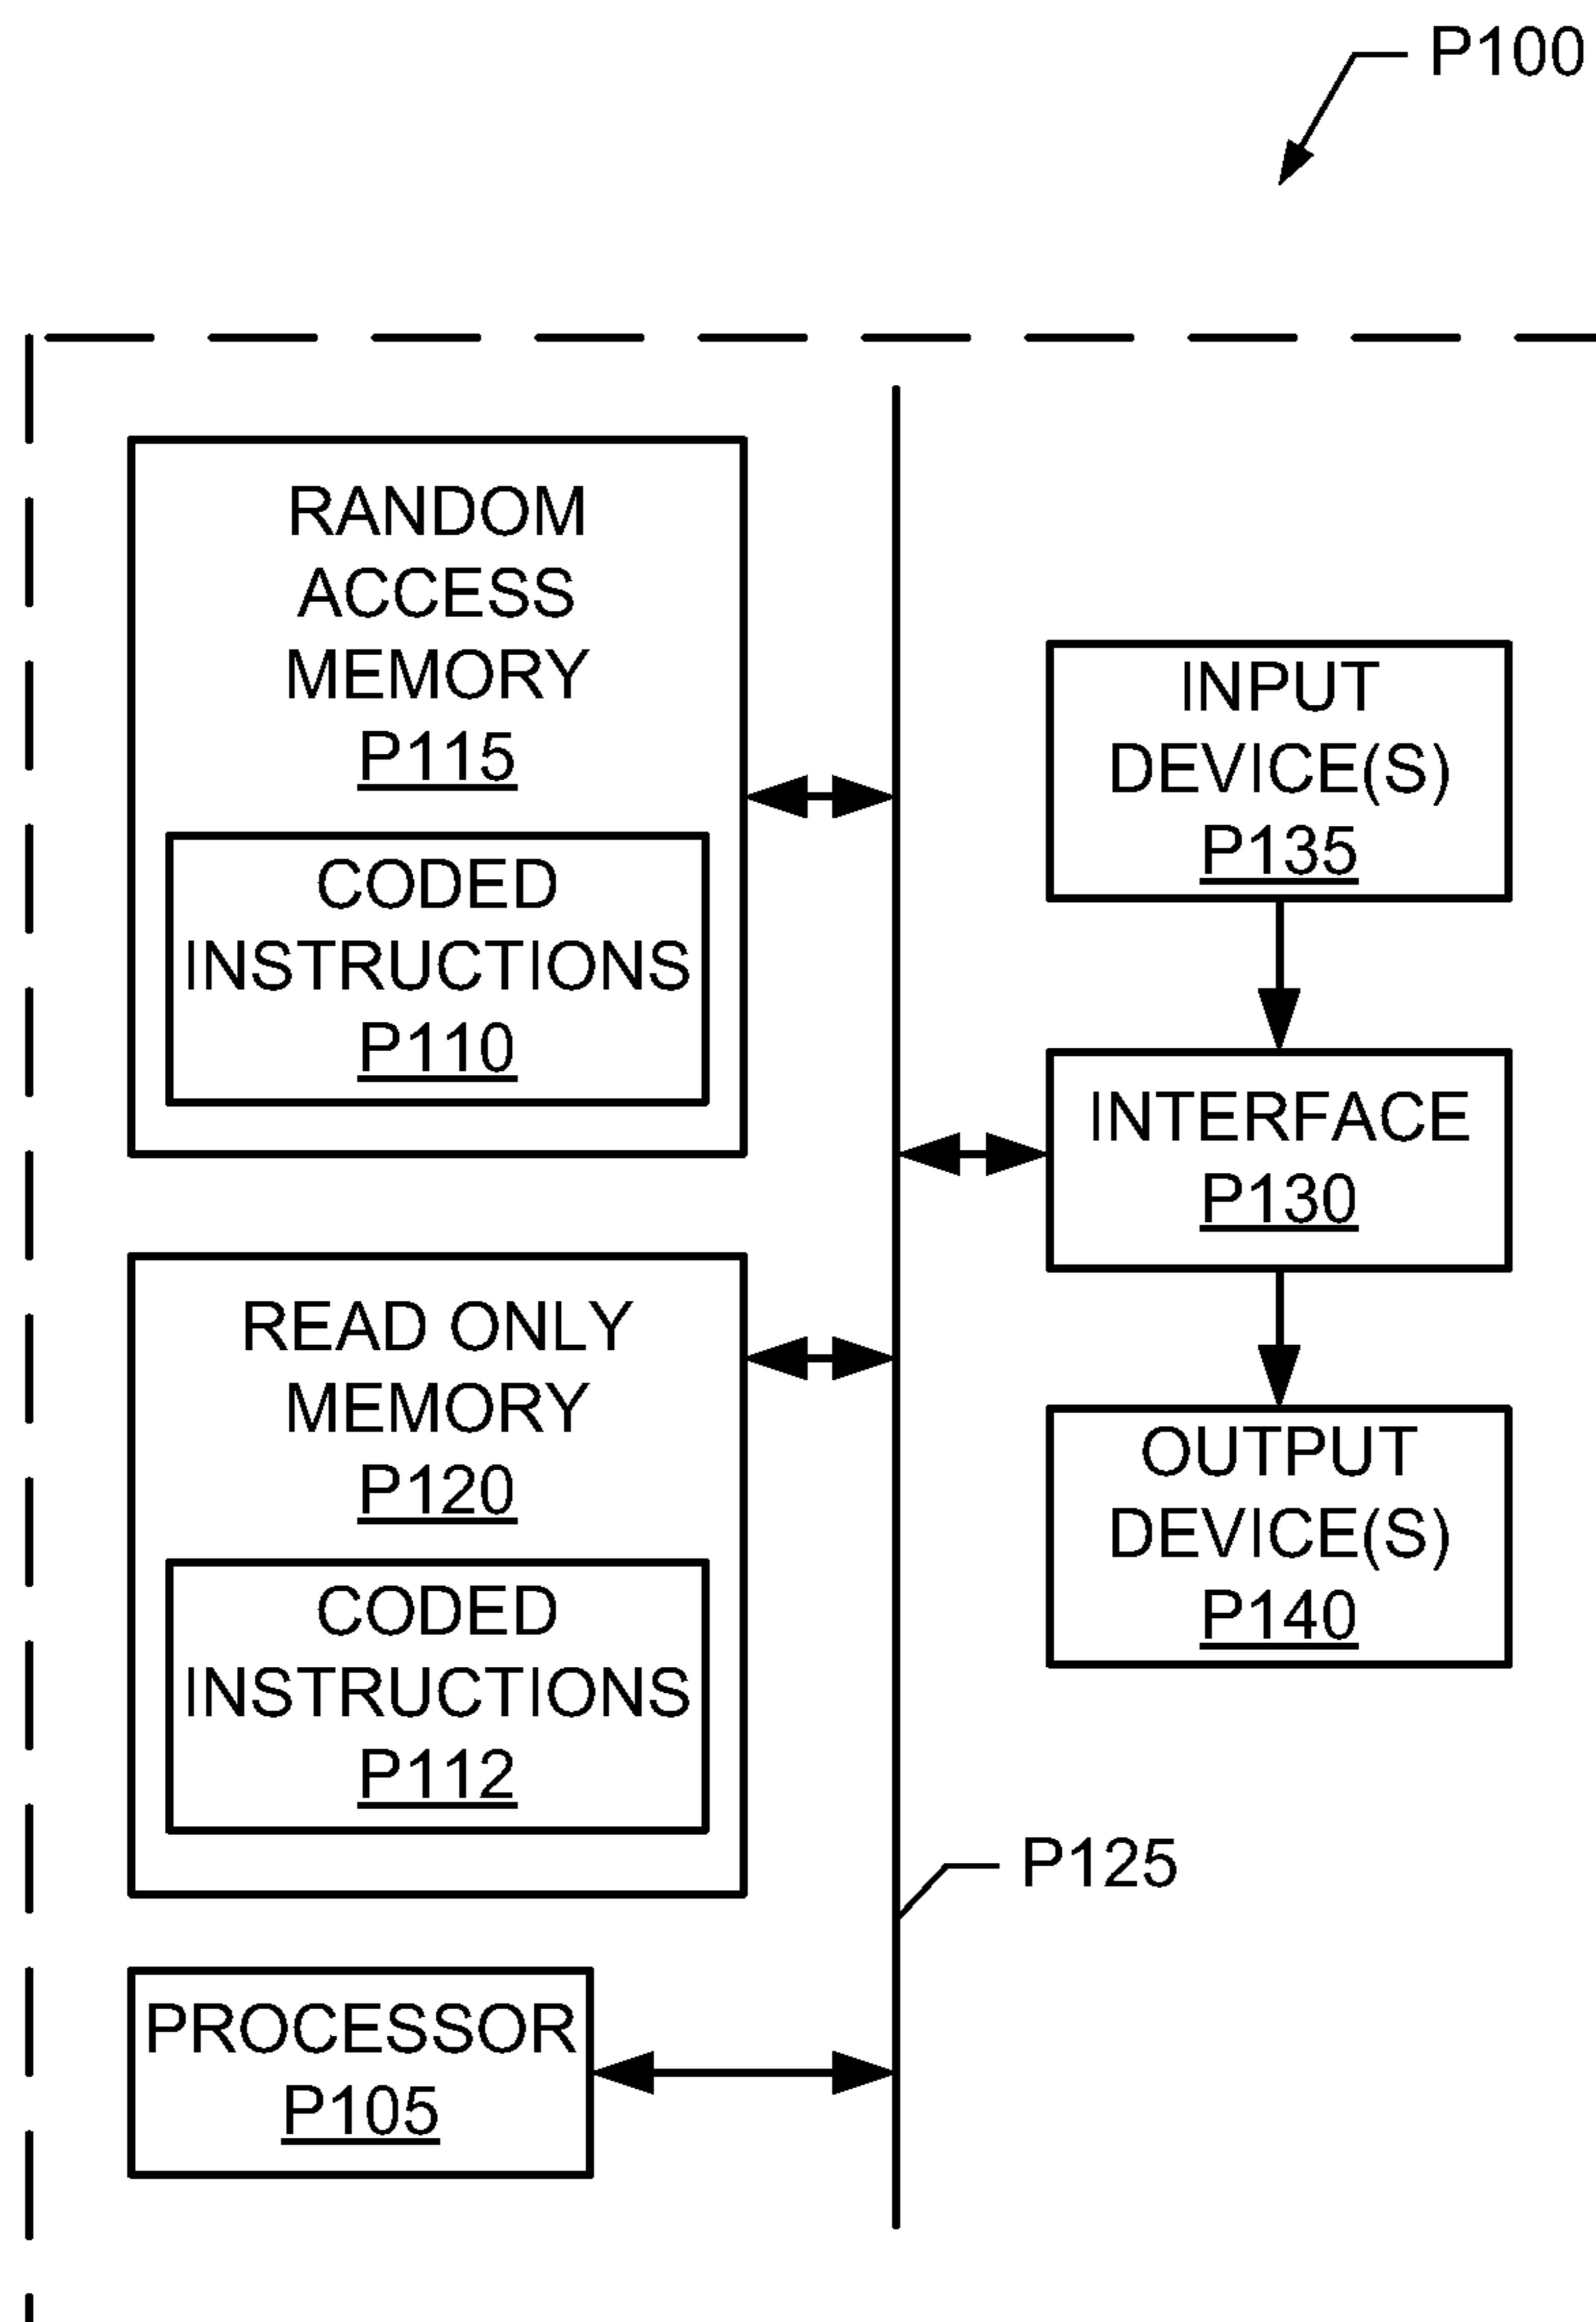 P100
RANDOM
ACCESS
MEMORY
P115
CODED
INSTRUCTIONS
P110
READ ONLY
MEMORY
P120
CODED
INSTRUCTIONS
P112
PROCESSOR
P105
INPUT
DEVICE(S)
P135
INTERFACE
P130
OUTPUT
DEVICE(S)
P140
P125